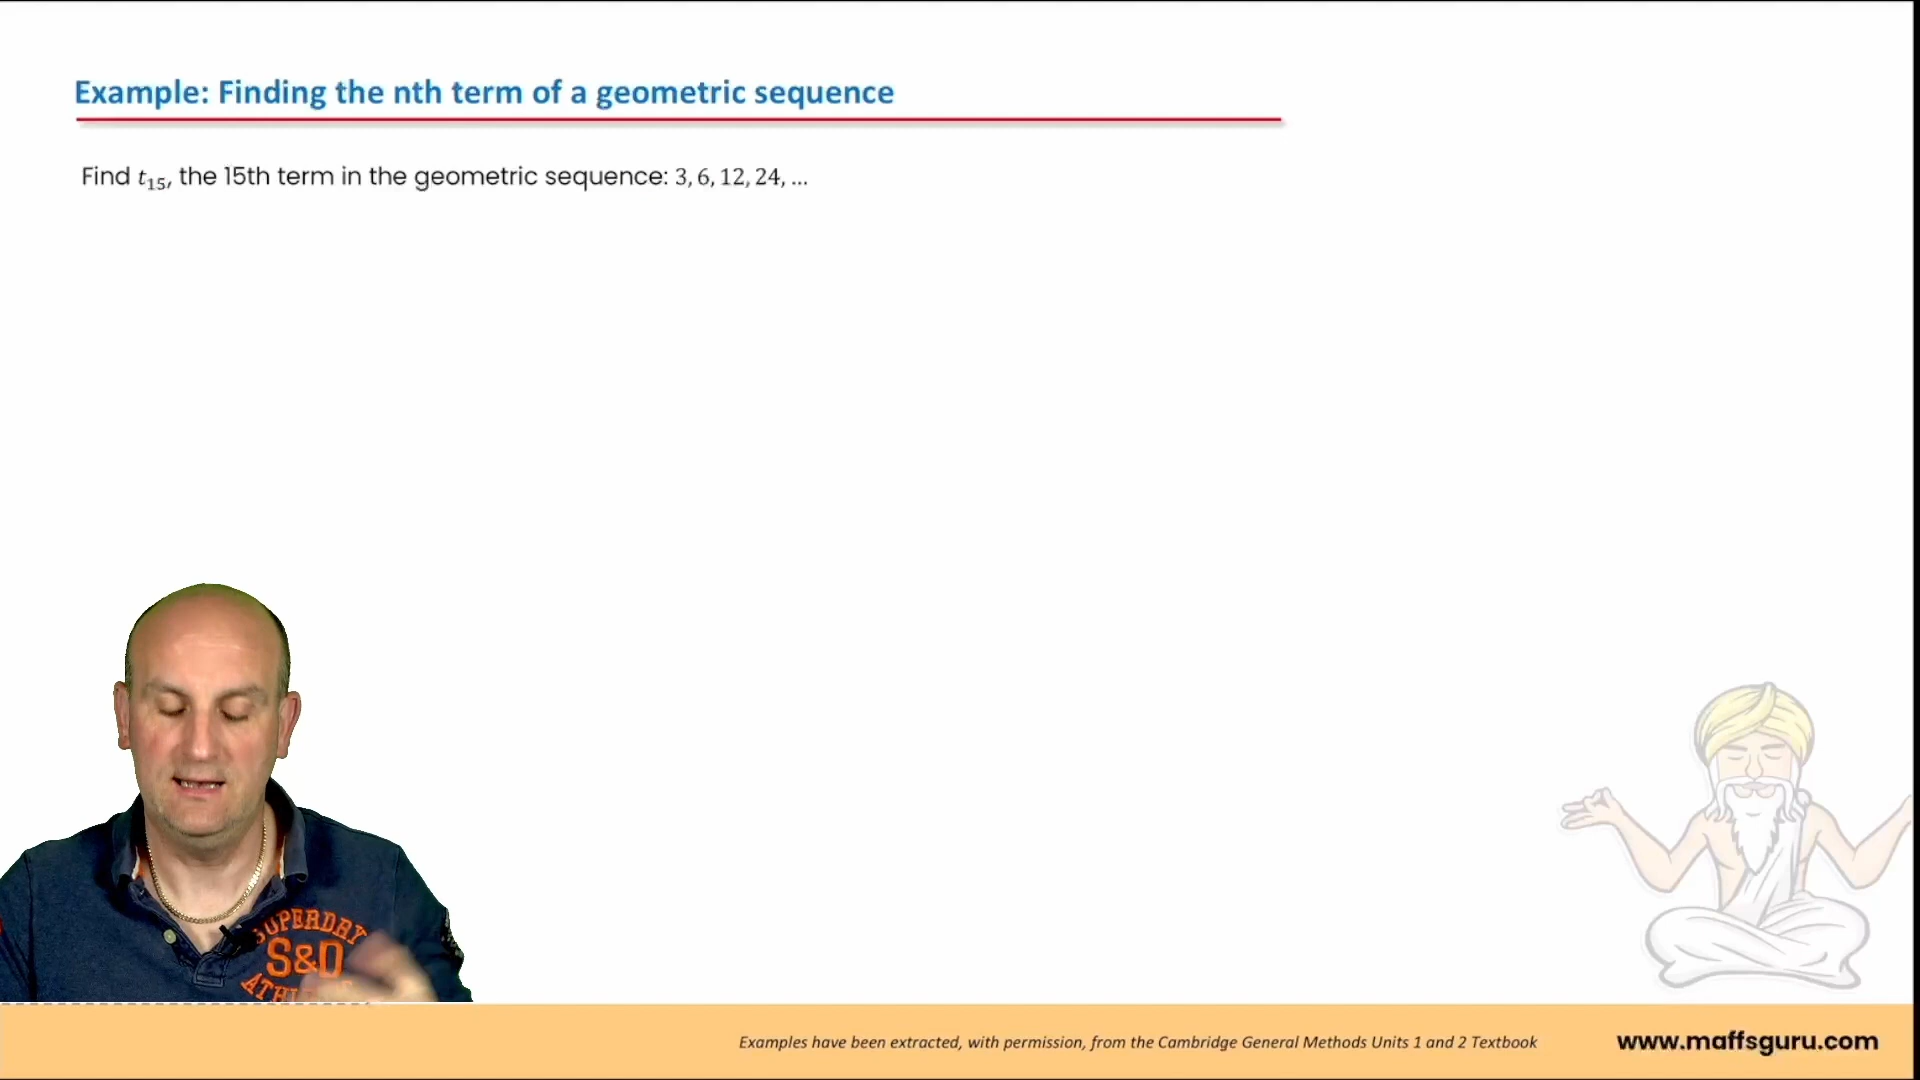 Example: Finding the nth term of a geometric sequence
Find t₁₅, the 15th term in the geometric sequence: 3, 6, 12, 24, ...
SUPERDRY
S&D
Examples have been extracted, with permission, from the Cambridge General Methods Units 1 and 2 Textbook
www.maffsguru.com